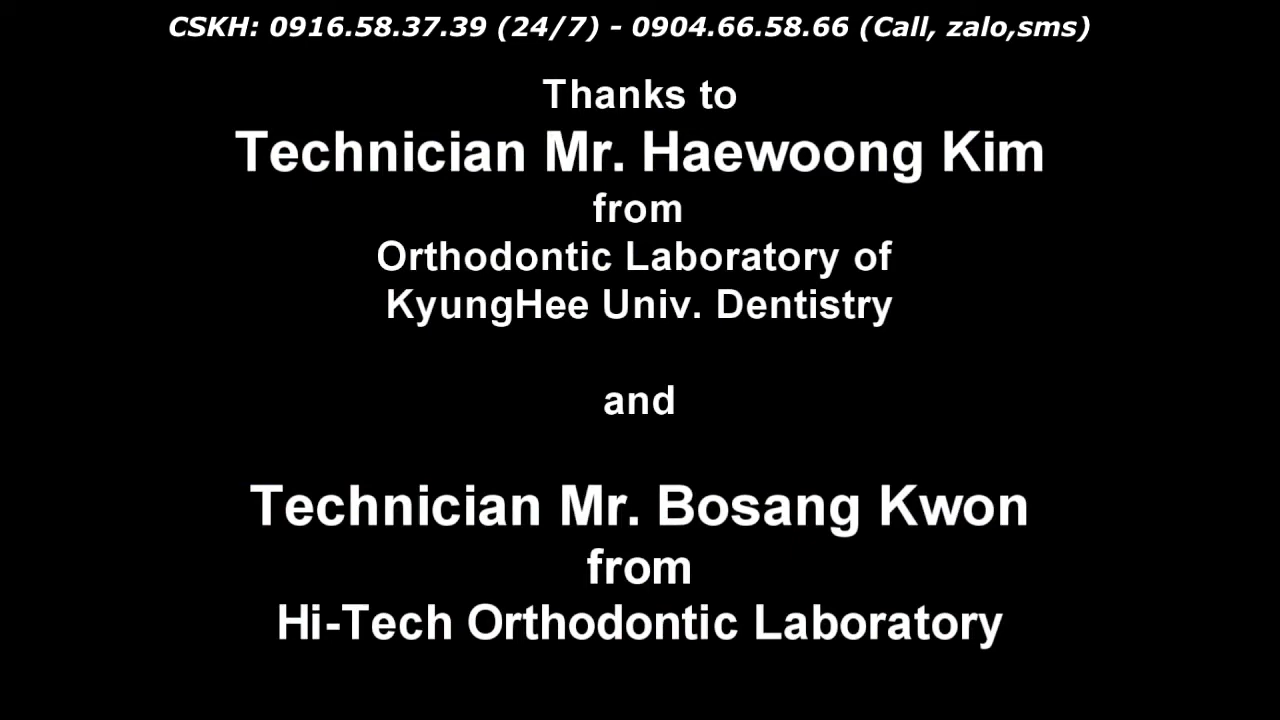 CSKH: 0916.58.37.39 (24/7) - 0904.66.58.66 (Call, zalo,sms)
Thanks to
Technician Mr. Haewoong Kim
from
Orthodontic Laboratory of
KyungHee Univ. Dentistry
and
Technician Mr. Bosang Kwon
from
Hi-Tech Orthodontic Laboratory